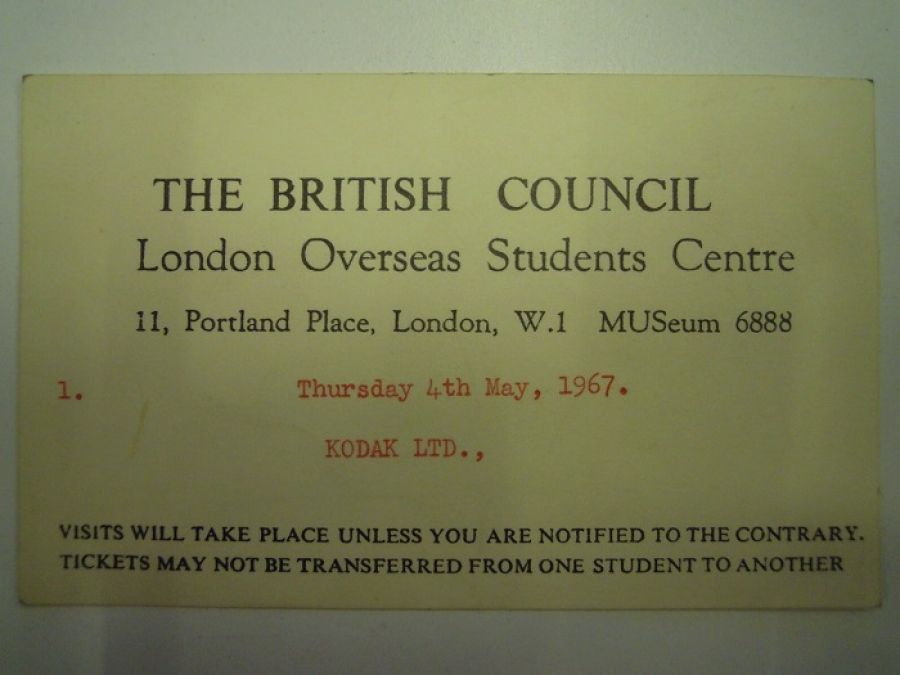 THE BRITISH COUNCIL
London Overseas Students Centre
11, Portland Place, London, W.1 MUSeum 6888
1. Thursday 4th May, 1967.
KODAK LTD.,
VISITS WILL TAKE PLACE UNLESS YOU ARE NOTIFIED TO THE CONTRARY.
TICKETS MAY NOT BE TRANSFERRED FROM ONE STUDENT TO ANOTHER